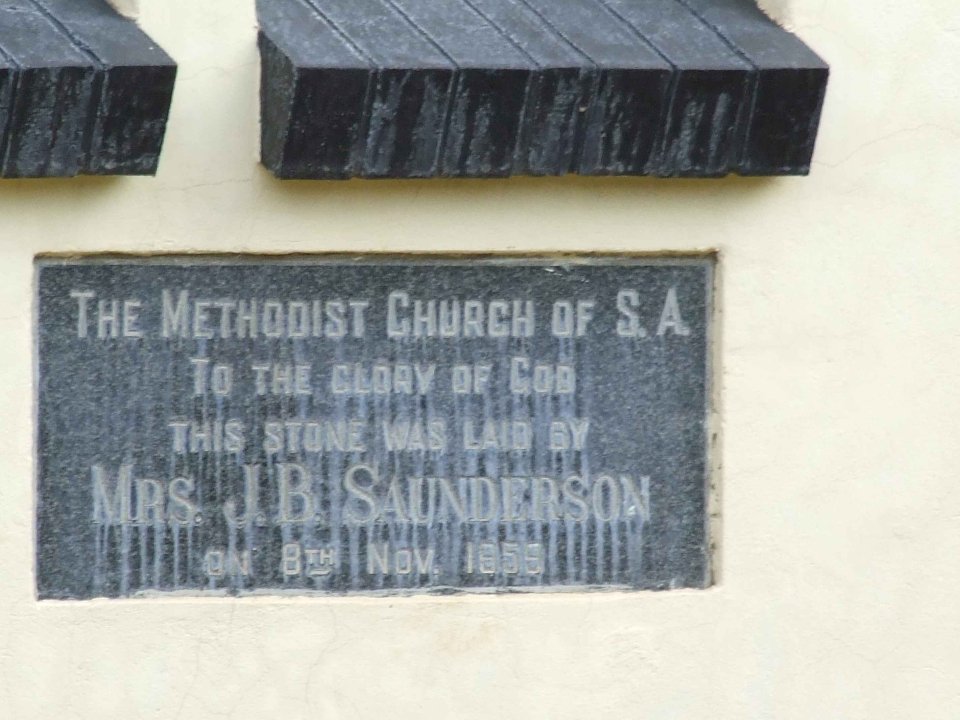 THE METHODIST CHURCH OF S.A.
TO THE GLORY OF GOD
THIS STONE WAS LAID BY
MRS. J.B. SAUNDERSON
ON 8TH NOV.